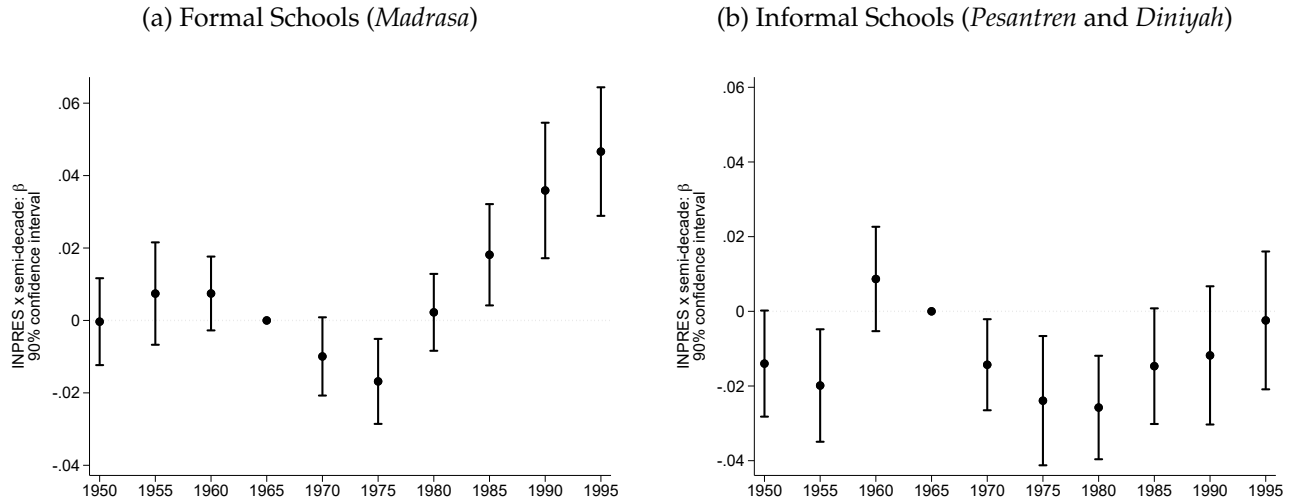 (a) Formal Schools (Madrasa)
.06
.04
.02
0
-.02
-.04
INPRES x semi-decade: β
90% confidence interval
1950 1955 1960 1965 1970 1975 1980 1985 1990 1995
(b) Informal Schools (Pesantren and Diniyah)
.06
.04
.02
0
-.02
-.04
INPRES x semi-decade: β
90% confidence interval
1950 1955 1960 1965 1970 1975 1980 1985 1990 1995